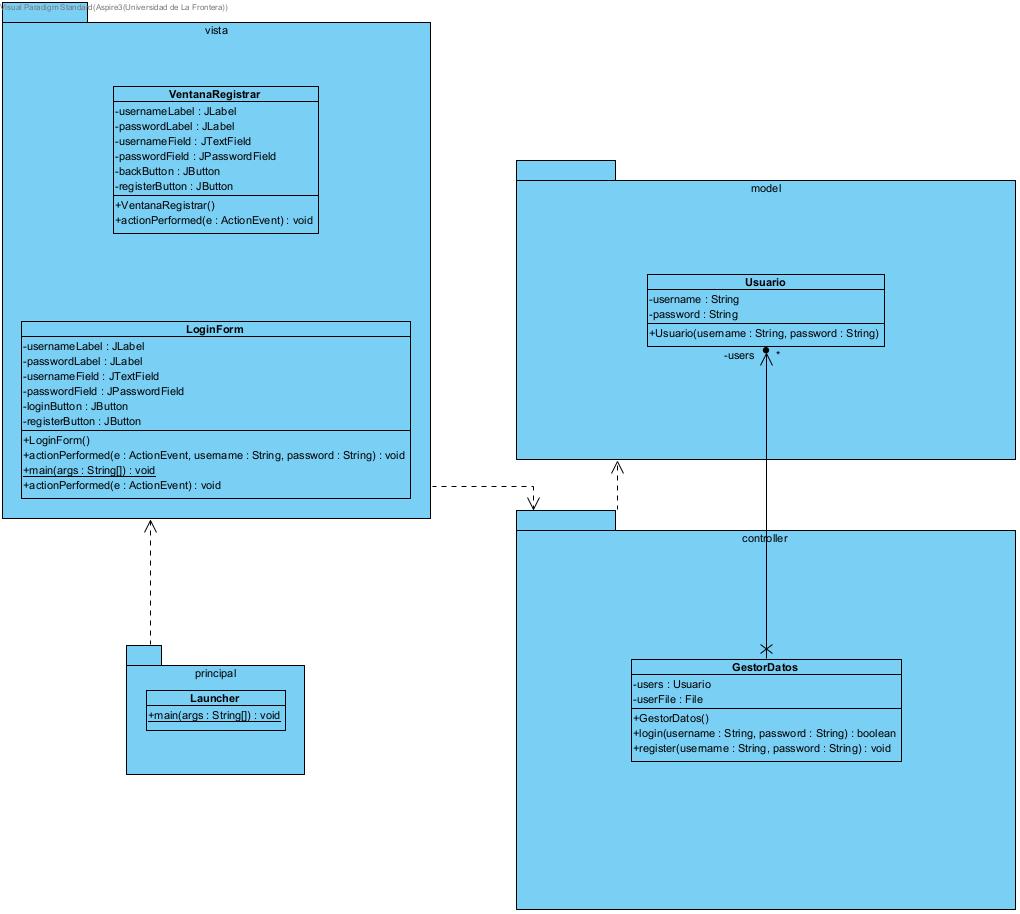 Visual Paradigm Standard(Aspire3(Universidad de La Frontera))
vista
VentanaRegistrar
-usernameLabel : JLabel
-passwordLabel : JLabel
-usernameField : JTextField
-passwordField : JPasswordField
-backButton : JButton
-registerButton : JButton
+VentanaRegistrar()
+actionPerformed(e : ActionEvent) : void
LoginForm
-usernameLabel : JLabel
-passwordLabel : JLabel
-usernameField : JTextField
-passwordField : JPasswordField
-loginButton : JButton
-registerButton : JButton
+LoginForm()
+actionPerformed(e : ActionEvent, username : String, password : String) : void
+main(args : String[]) : void
+actionPerformed(e : ActionEvent) : void
model
Usuario
-username : String
-password : String
+Usuario(username : String, password : String)
-users *
controller
GestorDatos
-users : Usuario
-userFile : File
+GestorDatos()
+login(username : String, password : String) : boolean
+register(username : String, password : String) : void
principal
Launcher
+main(args : String[]) : void